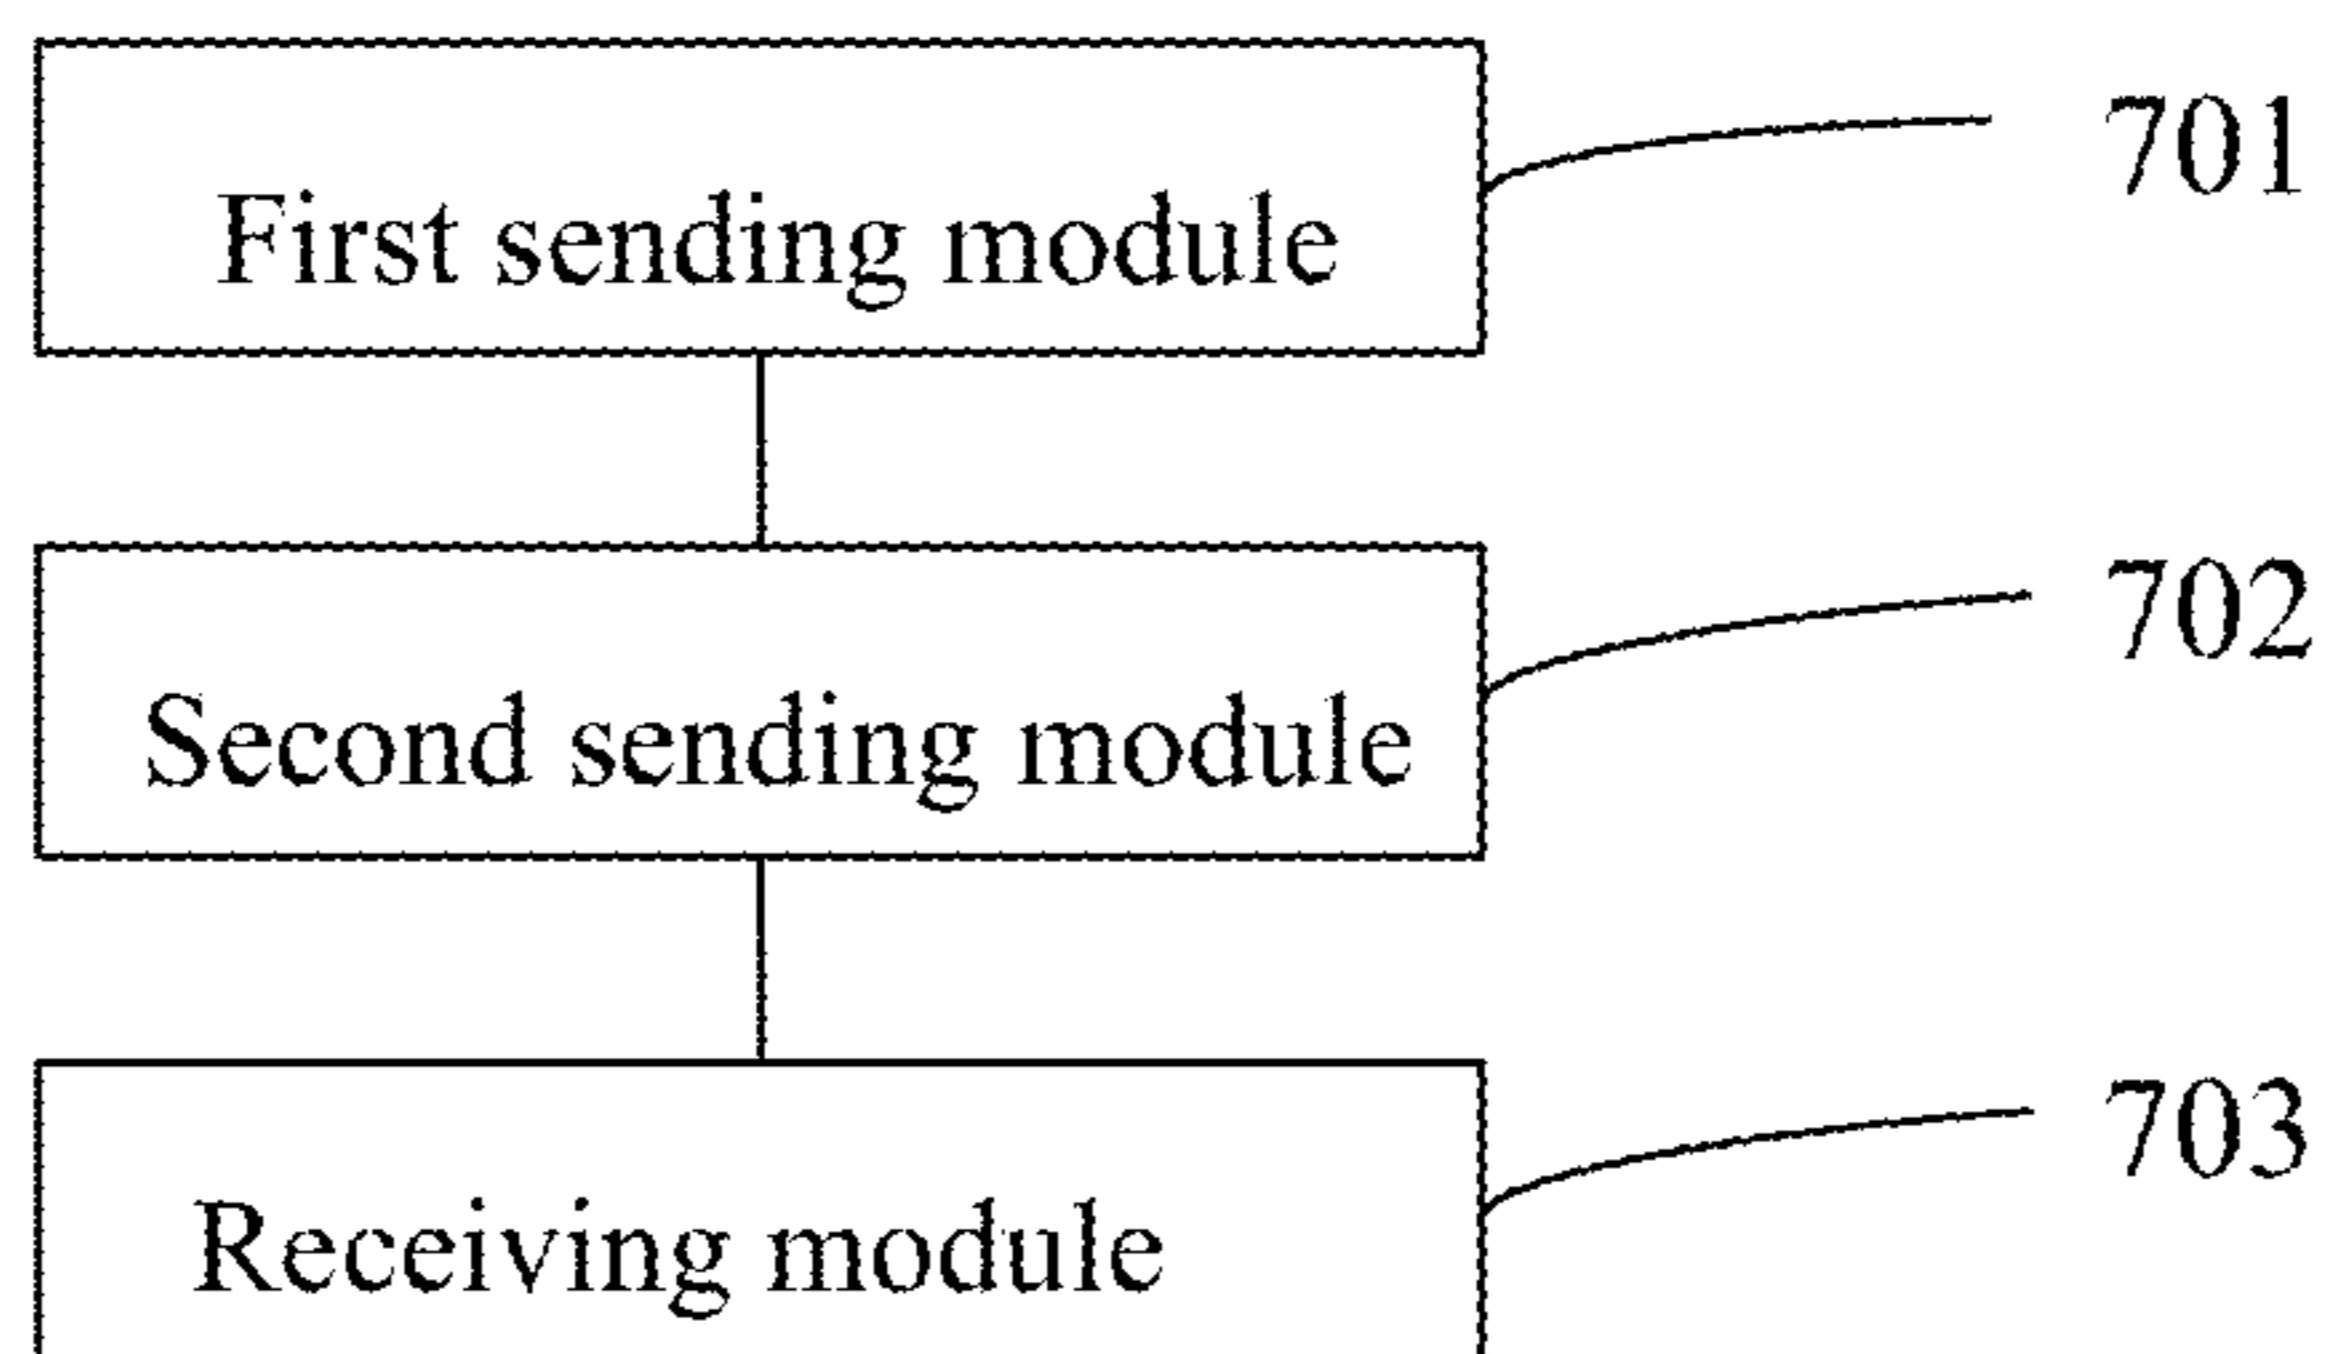 701
First sending module
702
Second sending module
703
Receiving module